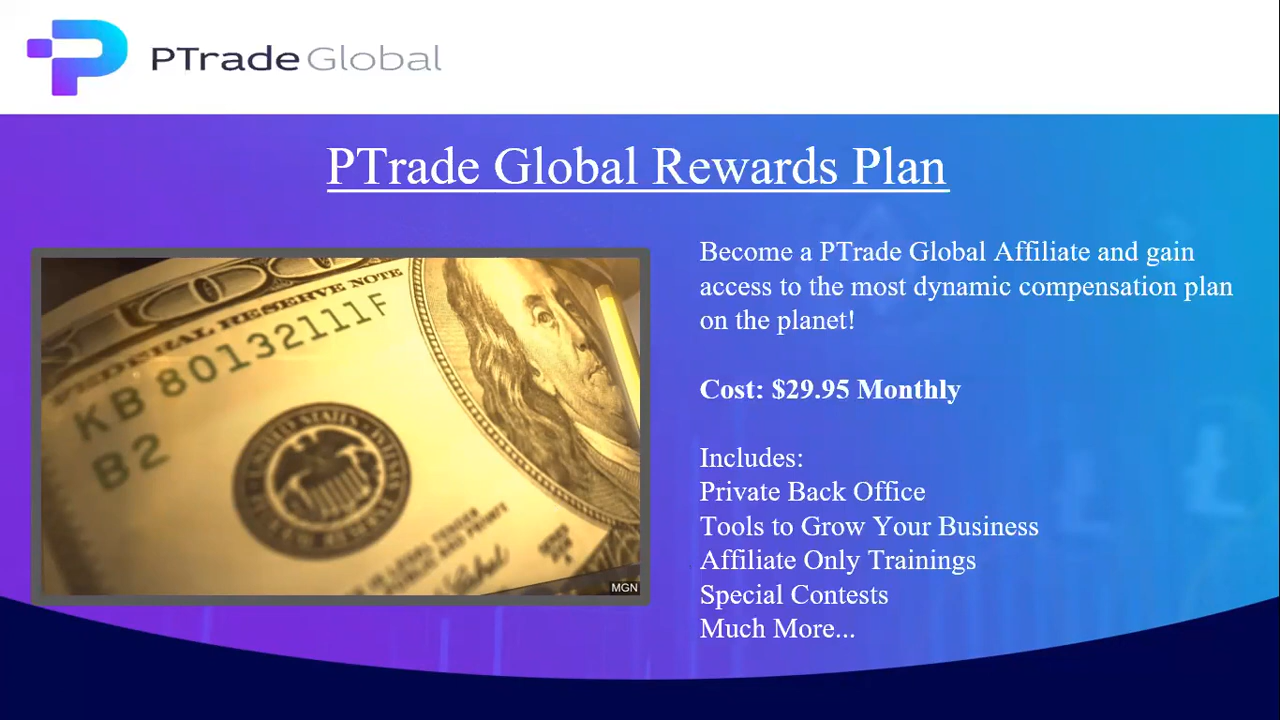 PTrade Global
PTrade Global Rewards Plan
FEDERAL RESERVE NOTE
KB 80132111F
B2
MGN
Become a PTrade Global Affiliate and gain
access to the most dynamic compensation plan
on the planet!
Cost: $29.95 Monthly
Includes:
Private Back Office
Tools to Grow Your Business
Affiliate Only Trainings
Special Contests
Much More...